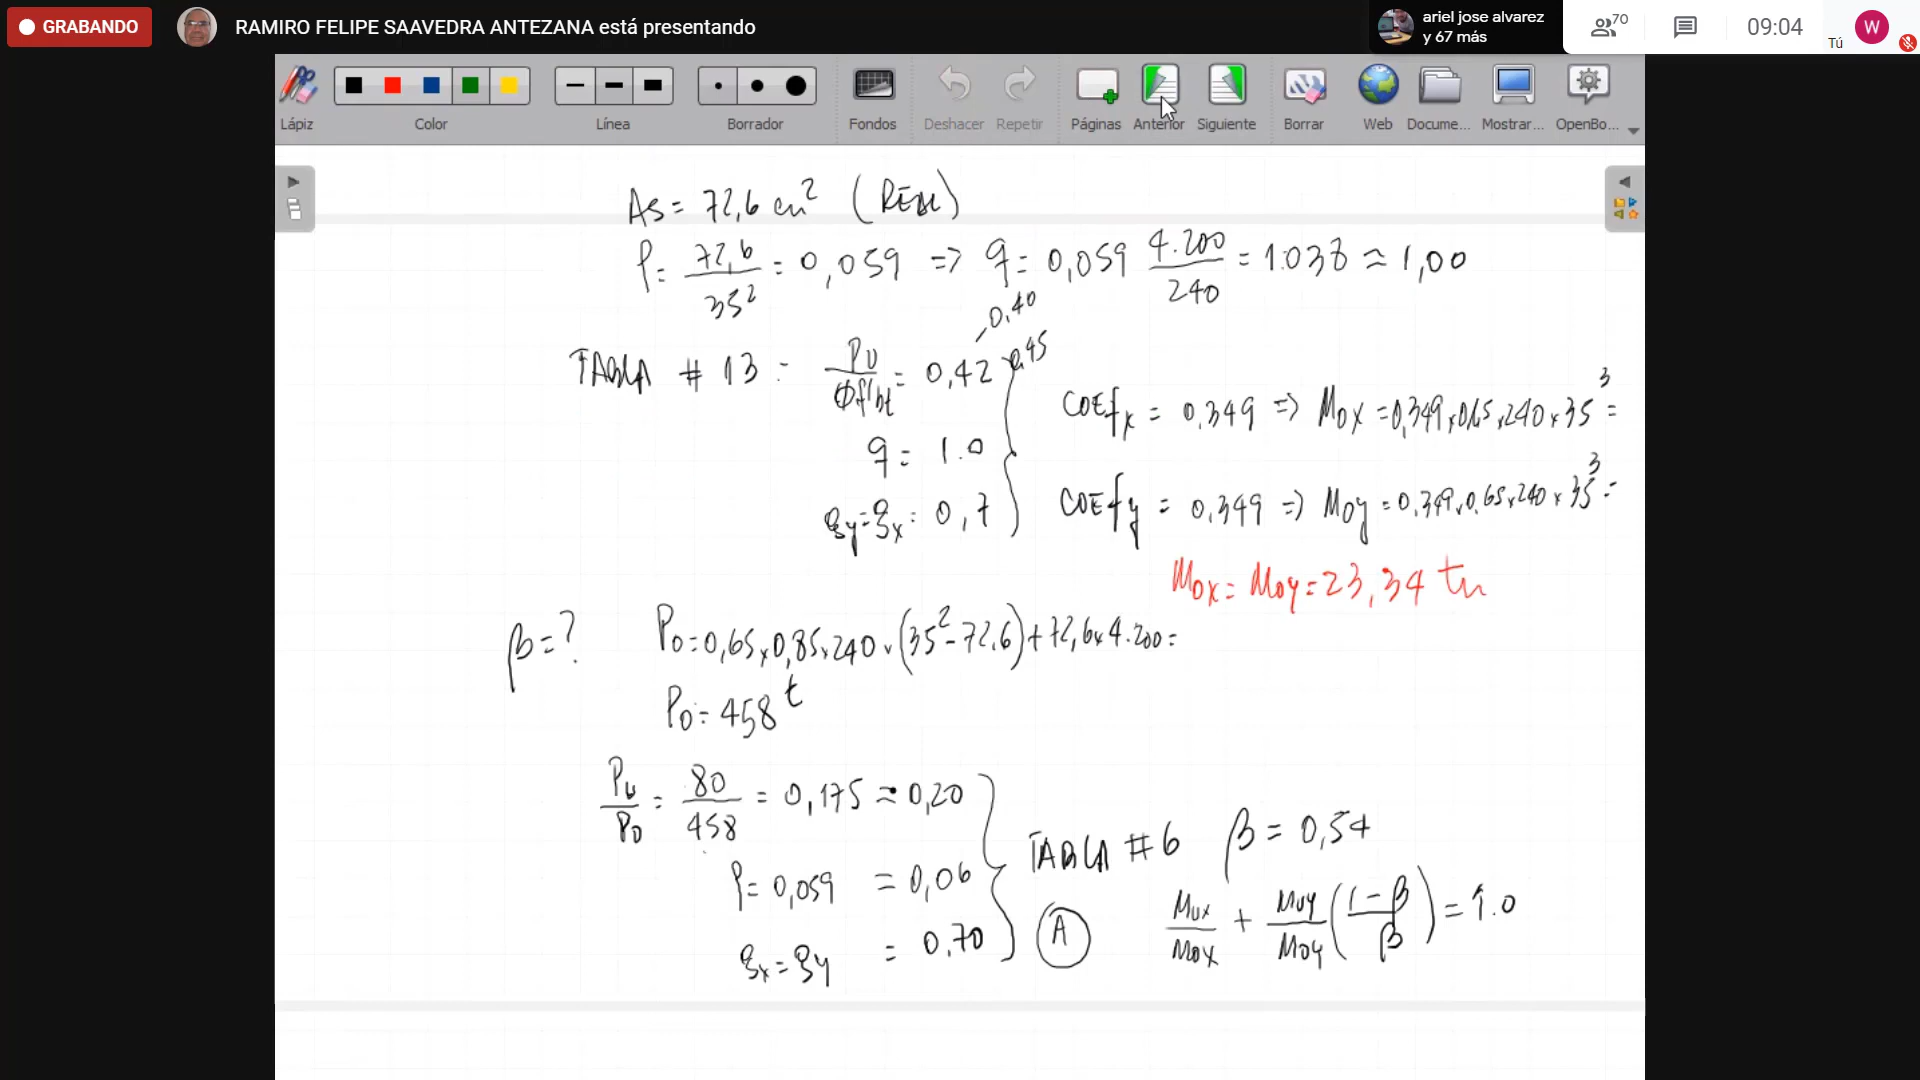 GRABANDO
RAMIRO FELIPE SAAVEDRA ANTEZANA está presentando
ariel jose alvarez
y 67 más
70
09:04
Tú
W
Lápiz
Color
Línea
Borrador
Fondos
Deshacer
Repetir
Páginas
Anterior
Siguiente
Borrar
Web
Docume...
Mostrar...
OpenBo...
As = 72,6 cm² (REAL)
ρ = 72,6 / 35² = 0,059 => q = 0,059 4.200 / 240 = 1.038 ≈ 1,00
TABLA # 13 = Pu / Øf'bt = 0,42 0,40 0,45
q = 1.0
gy = gx = 0,7
COEfx = 0,349 => Mox = 0,349 x 0,65 x 240 x 35³ =
COEfy = 0,349 => Moy = 0,349 x 0,65 x 240 x 35³ =
Mox = Moy = 23,34 tm
β = ?
Po = 0,65 x 0,85 x 240 x (35² - 72,6) + 72,6 x 4.200 =
Po = 458 t
Pu / Po = 80 / 458 = 0,175 ≈ 0,20
ρ = 0,059 = 0,06
gx = gy = 0,70
TABLA # 6 β = 0,54
A
Mux / Mox + Muy / Moy (1 - β / β) = 1.0